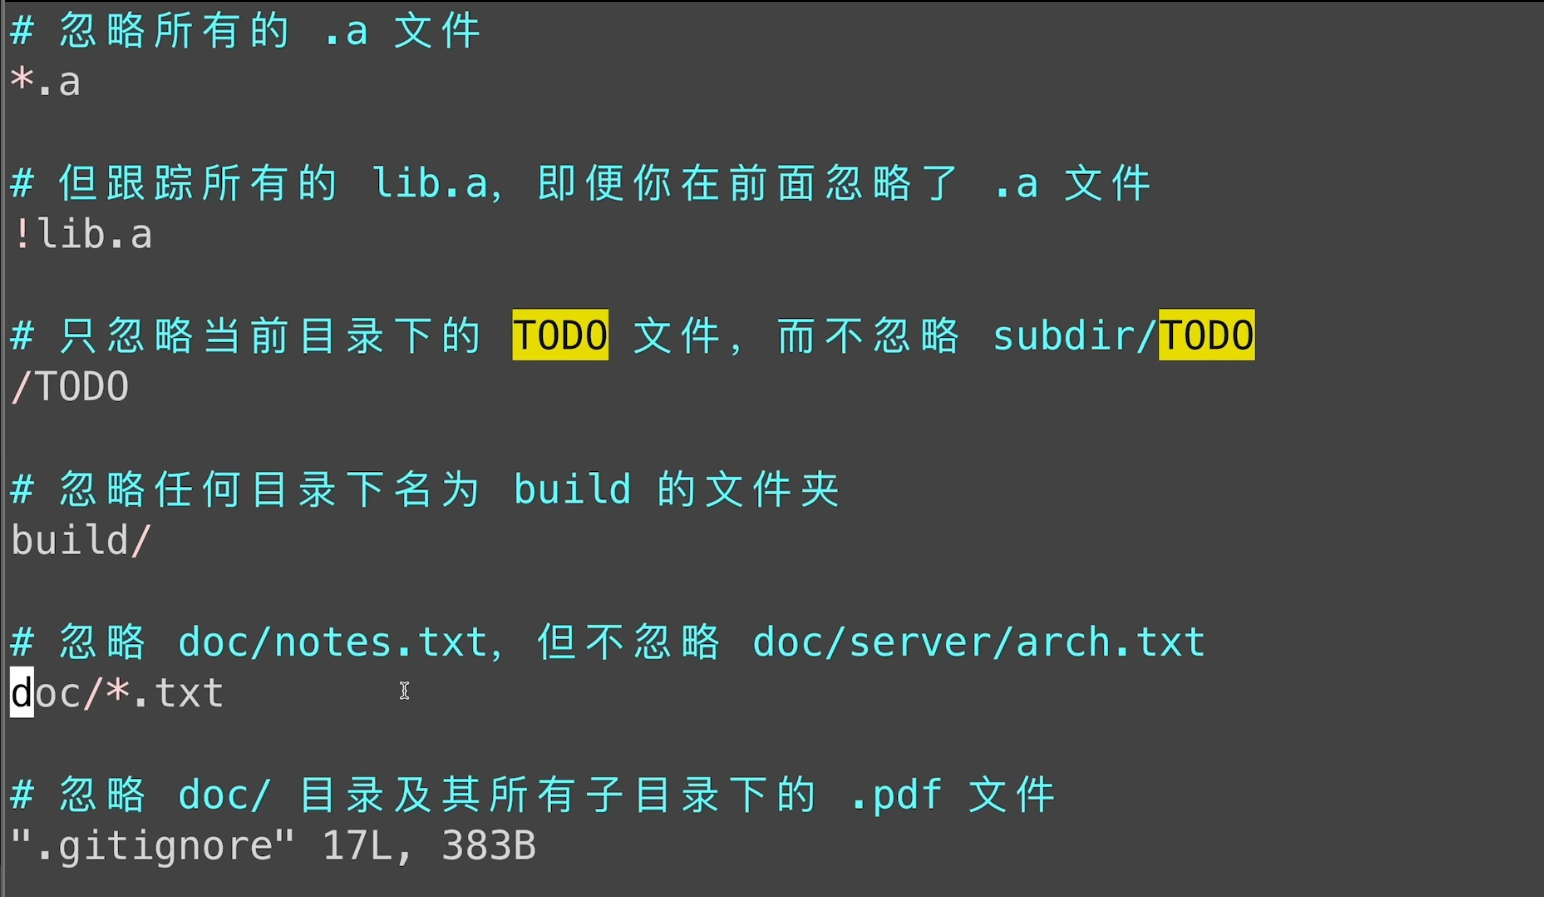 # 忽略所有的 .a 文件
*.a
# 但跟踪所有的 lib.a，即便你在前面忽略了 .a 文件
!lib.a
# 只忽略当前目录下的 TODO 文件，而不忽略 subdir/TODO
/TODO
# 忽略任何目录下名为 build 的文件夹
build/
# 忽略 doc/notes.txt，但不忽略 doc/server/arch.txt
doc/*.txt
# 忽略 doc/ 目录及其所有子目录下的 .pdf 文件
".gitignore" 17L, 383B